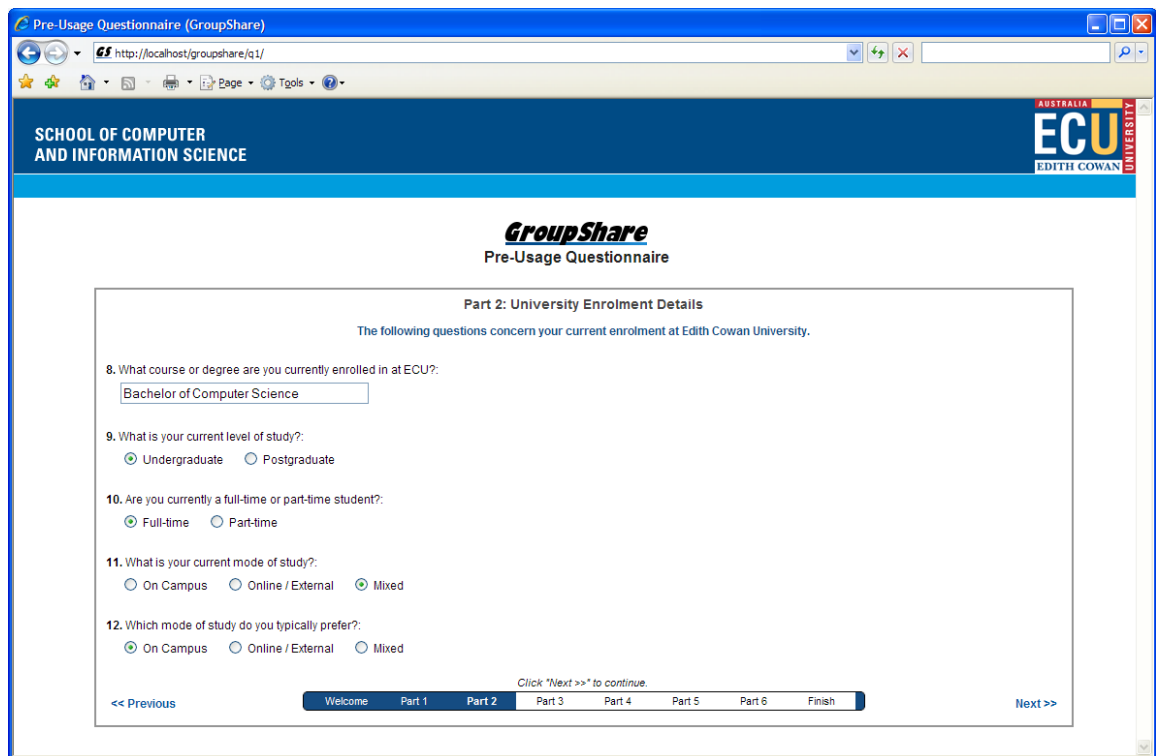 Pre-Usage Questionnaire (GroupShare)
GS http://localhost/groupshare/q1/
Page Tools
SCHOOL OF COMPUTER
AND INFORMATION SCIENCE
AUSTRALIA
ECU
EDITH COWAN
UNIVERSITY
GroupShare
Pre-Usage Questionnaire
Part 2: University Enrolment Details
The following questions concern your current enrolment at Edith Cowan University.
8. What course or degree are you currently enrolled in at ECU?:
Bachelor of Computer Science
9. What is your current level of study?:
Undergraduate Postgraduate
10. Are you currently a full-time or part-time student?:
Full-time Part-time
11. What is your current mode of study?:
On Campus Online / External Mixed
12. Which mode of study do you typically prefer?:
On Campus Online / External Mixed
Click "Next >>" to continue.
<< Previous Welcome Part 1 Part 2 Part 3 Part 4 Part 5 Part 6 Finish Next >>